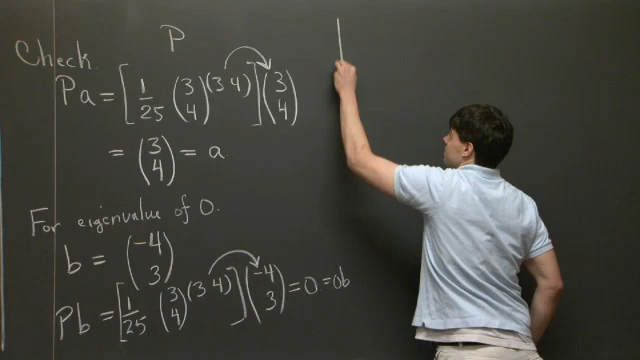 Check.
P
Pa = [1/25 (3 4) (3 4)] (3 4)
= (3 4) = a.
For eigenvalue of 0.
b = (-4 3)
Pb = [1/25 (3 4) (3 4)] (-4 3) = 0 = 0b